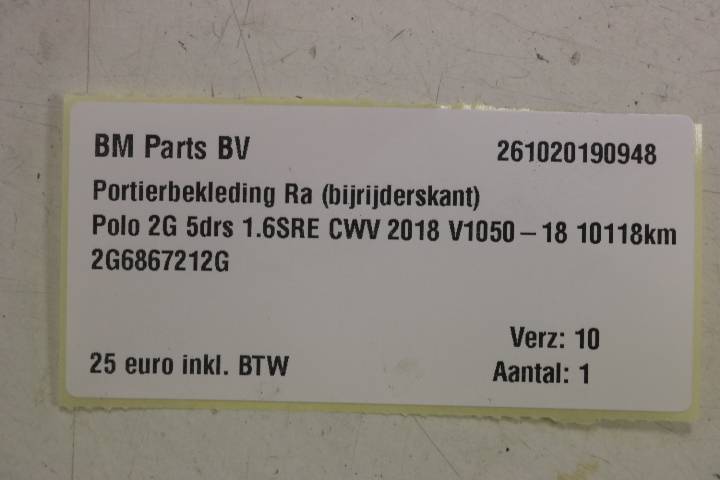 BM Parts BV 261020190948
Portierbekleding Ra (bijrijderskant)
Polo 2G 5drs 1.6SRE CWV 2018 V1050 – 18 10118km
2G6867212G
Verz: 10
25 euro inkl. BTW Aantal: 1